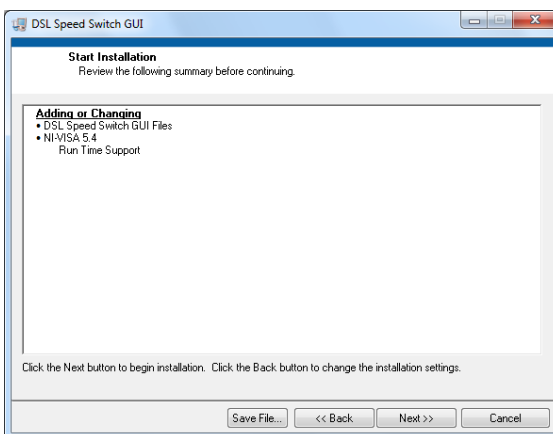 DSL Speed Switch GUI
Start Installation
Review the following summary before continuing.
Adding or Changing
• DSL Speed Switch GUI Files
• NI-VISA 5.4
Run Time Support
Click the Next button to begin installation. Click the Back button to change the installation settings.
Save File... << Back Next >> Cancel